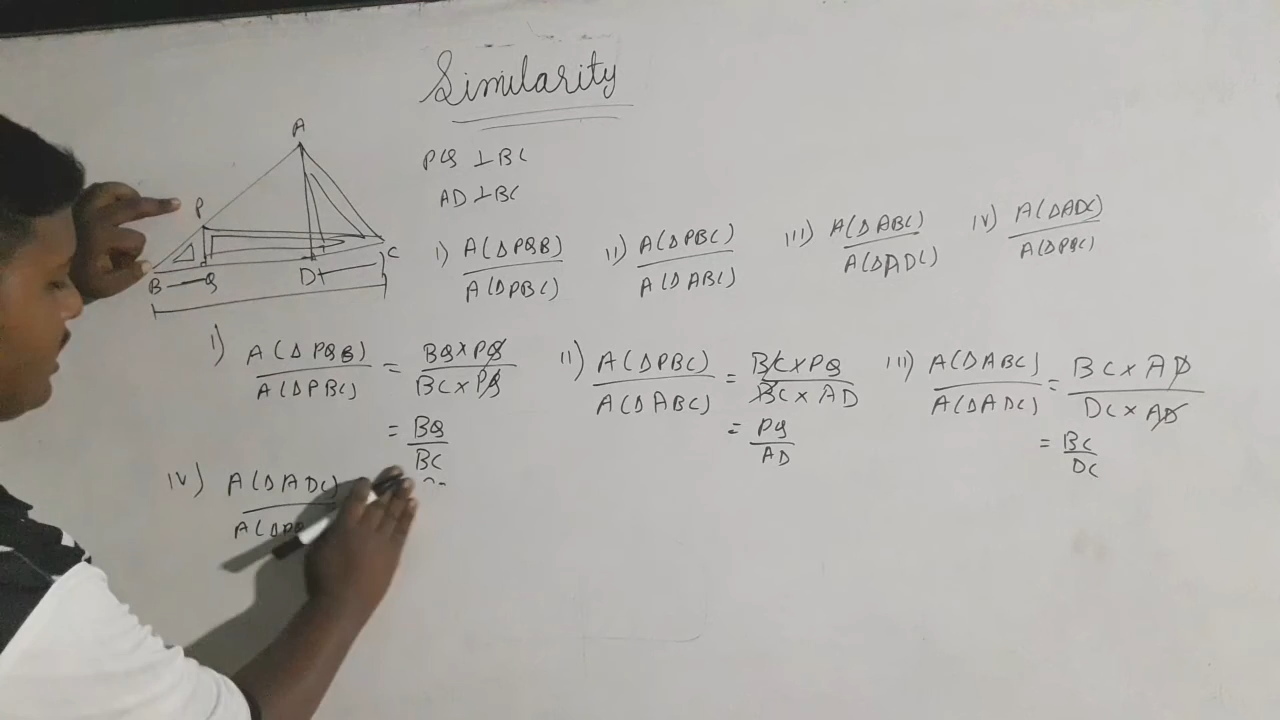 Similarity
A
P
B
Q
D
C
PQ ⊥ BC
AD ⊥ BC
i) A(ΔPQB)
A(ΔPBC)
ii) A(ΔPBC)
A(ΔABC)
iii) A(ΔABC)
A(ΔADC)
iv) A(ΔADC)
A(ΔPQC)
i) A(ΔPQB) = BQ × PQ
A(ΔPBC) BC × PQ
= BQ
BC
ii) A(ΔPBC) = BC × PQ
A(ΔABC) BC × AD
= PQ
AD
iii) A(ΔABC) = BC × AD
A(ΔADC) DC × AD
= BC
DC
iv) A(ΔADC)
A(ΔPQ